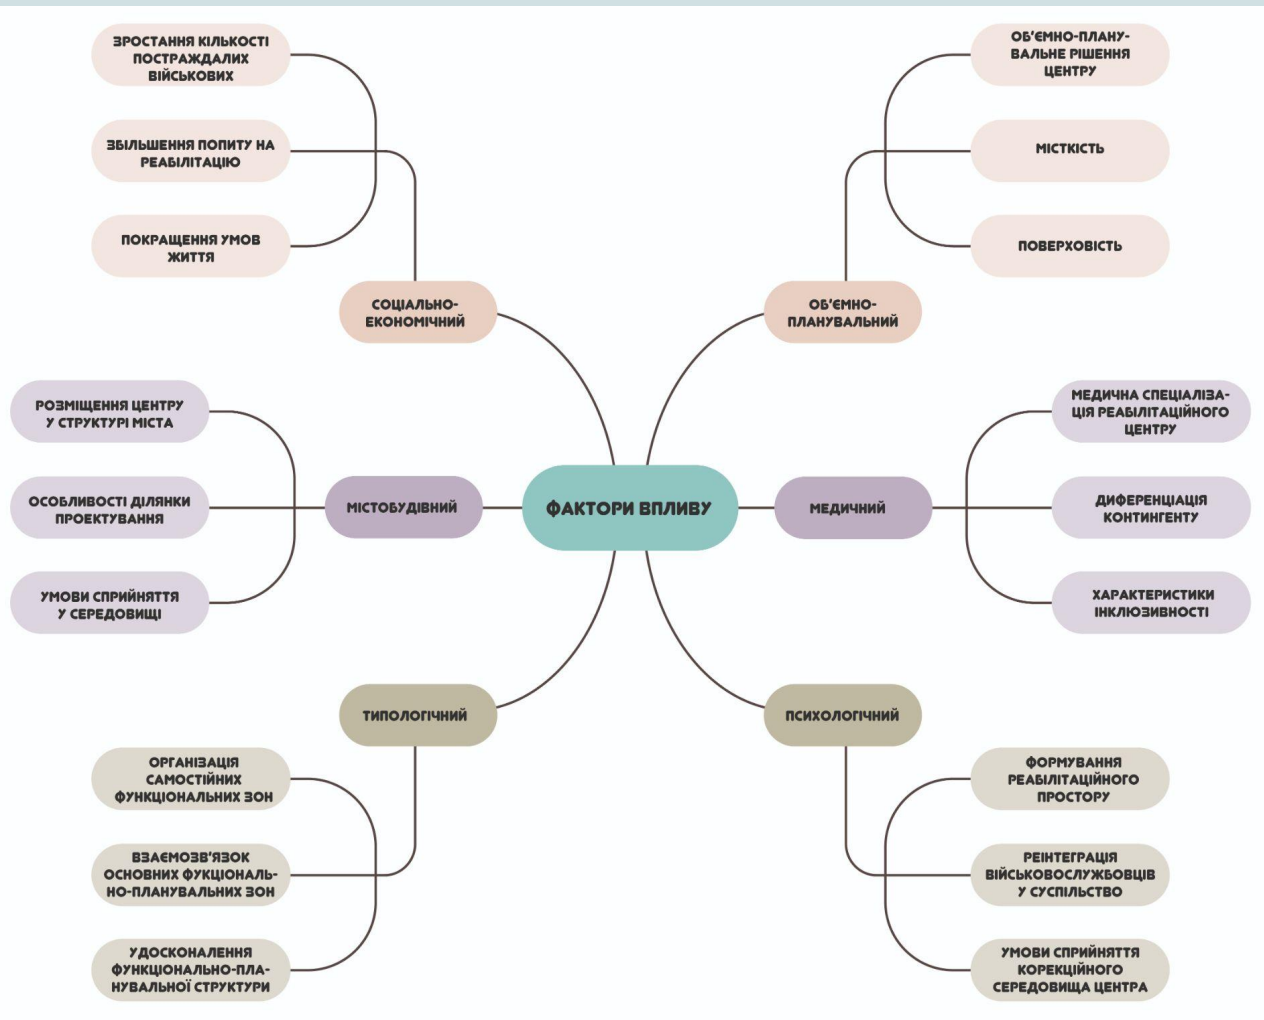 ЗРОСТАННЯ КІЛЬКОСТІ
ПОСТРАЖДАЛИХ
ВІЙСЬКОВИХ
ЗБІЛЬШЕННЯ ПОПИТУ НА
РЕАБІЛІТАЦІЮ
ПОКРАЩЕННЯ УМОВ
ЖИТТЯ
СОЦІАЛЬНО-
ЕКОНОМІЧНИЙ
ОБ'ЄМНО-ПЛАНУ-
ВАЛЬНЕ РІШЕННЯ
ЦЕНТРУ
МІСТКІСТЬ
ПОВЕРХОВІСТЬ
ОБ'ЄМНО-
ПЛАНУВАЛЬНИЙ
РОЗМІЩЕННЯ ЦЕНТРУ
У СТРУКТУРІ МІСТА
ОСОБЛИВОСТІ ДІЛЯНКИ
ПРОЕКТУВАННЯ
УМОВИ СПРИЙНЯТТЯ
У СЕРЕДОВИЩІ
МІСТОБУДІВНИЙ
ФАКТОРИ ВПЛИВУ
МЕДИЧНИЙ
МЕДИЧНА СПЕЦІАЛІЗА-
ЦІЯ РЕАБІЛІТАЦІЙНОГО
ЦЕНТРУ
ДИФЕРЕНЦІАЦІЯ
КОНТИНГЕНТУ
ХАРАКТЕРИСТИКИ
ІНКЛЮЗИВНОСТІ
ТИПОЛОГІЧНИЙ
ОРГАНІЗАЦІЯ
САМОСТІЙНИХ
ФУНКЦІОНАЛЬНИХ ЗОН
ВЗАЄМОЗВ'ЯЗОК
ОСНОВНИХ ФУКЦІОНАЛЬ-
НО-ПЛАНУВАЛЬНИХ ЗОН
УДОСКОНАЛЕННЯ
ФУНКЦІОНАЛЬНО-ПЛА-
НУВАЛЬНОЇ СТРУКТУРИ
ПСИХОЛОГІЧНИЙ
ФОРМУВАННЯ
РЕАБІЛІТАЦІЙНОГО
ПРОСТОРУ
РЕІНТЕГРАЦІЯ
ВІЙСЬКОВОСЛУЖБОВЦІВ
У СУСПІЛЬСТВО
УМОВИ СПРИЙНЯТТЯ
КОРЕКЦІЙНОГО
СЕРЕДОВИЩА ЦЕНТРА